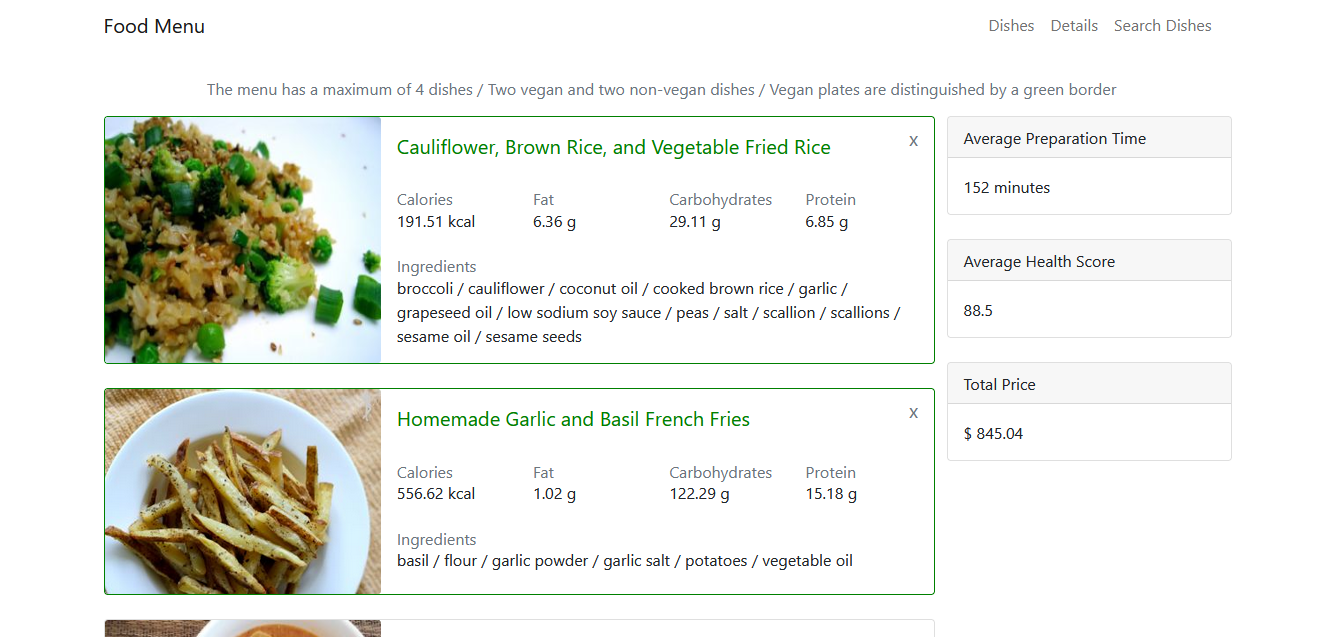 Food Menu
Dishes Details Search Dishes
The menu has a maximum of 4 dishes / Two vegan and two non-vegan dishes / Vegan plates are distinguished by a green border
Cauliflower, Brown Rice, and Vegetable Fried Rice
x
Calories Fat Carbohydrates Protein
191.51 kcal 6.36 g 29.11 g 6.85 g
Ingredients
broccoli / cauliflower / coconut oil / cooked brown rice / garlic /
grapeseed oil / low sodium soy sauce / peas / salt / scallion / scallions /
sesame oil / sesame seeds
Homemade Garlic and Basil French Fries
x
Calories Fat Carbohydrates Protein
556.62 kcal 1.02 g 122.29 g 15.18 g
Ingredients
basil / flour / garlic powder / garlic salt / potatoes / vegetable oil
Average Preparation Time
152 minutes
Average Health Score
88.5
Total Price
$ 845.04